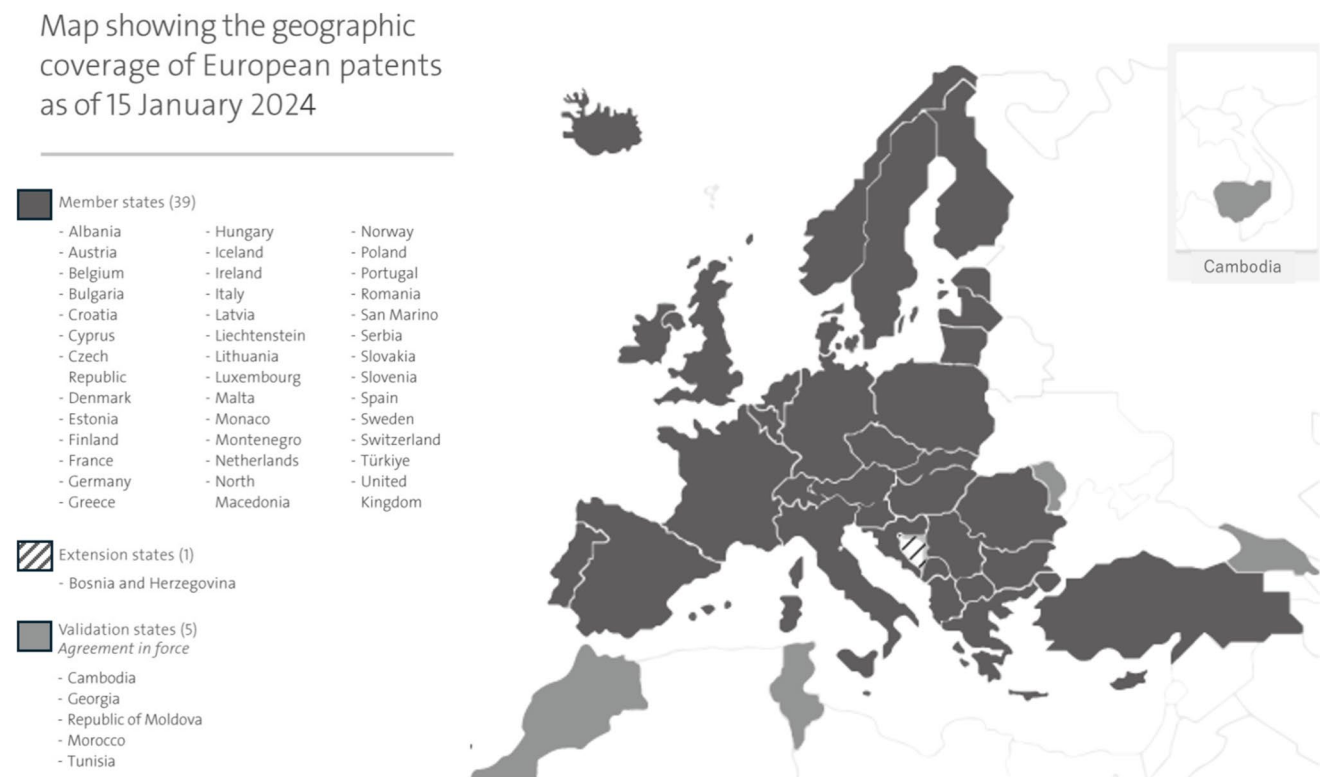 Map showing the geographic
coverage of European patents
as of 15 January 2024
Member states (39)
- Albania
- Austria
- Belgium
- Bulgaria
- Croatia
- Cyprus
- Czech
Republic
- Denmark
- Estonia
- Finland
- France
- Germany
- Greece
- Hungary
- Iceland
- Ireland
- Italy
- Latvia
- Liechtenstein
- Lithuania
- Luxembourg
- Malta
- Monaco
- Montenegro
- Netherlands
- North
Macedonia
- Norway
- Poland
- Portugal
- Romania
- San Marino
- Serbia
- Slovakia
- Slovenia
- Spain
- Sweden
- Switzerland
- Türkiye
- United
Kingdom
Extension states (1)
- Bosnia and Herzegovina
Validation states (5)
Agreement in force
- Cambodia
- Georgia
- Republic of Moldova
- Morocco
- Tunisia
Cambodia